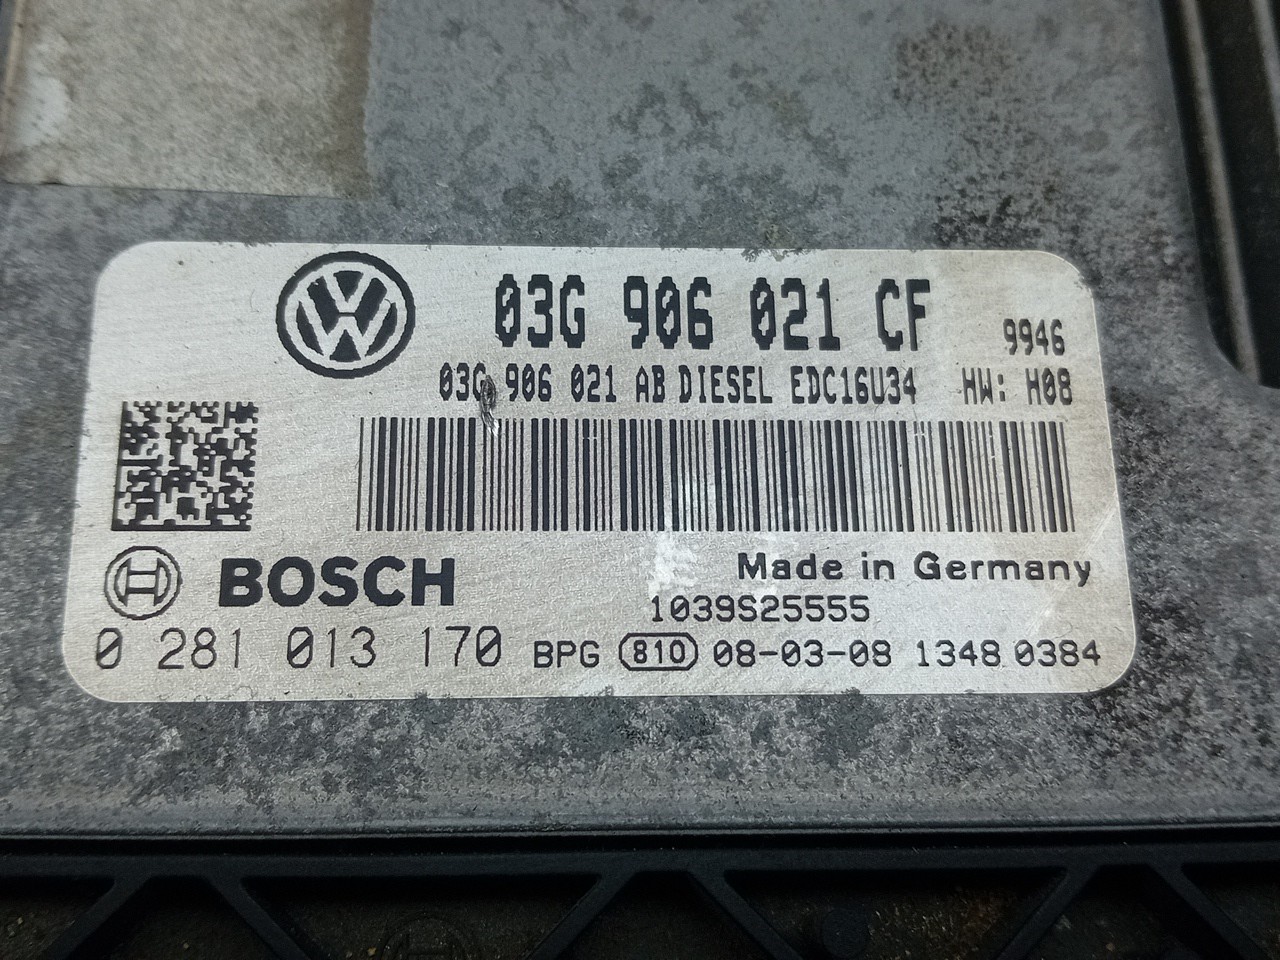 03G 906 021 CF 9946
03G 906 021 AB DIESEL EDC16U34 HW: H08
BOSCH Made in Germany
1039S25555
0 281 013 170 BPG 810 08-03-08 1348 0384